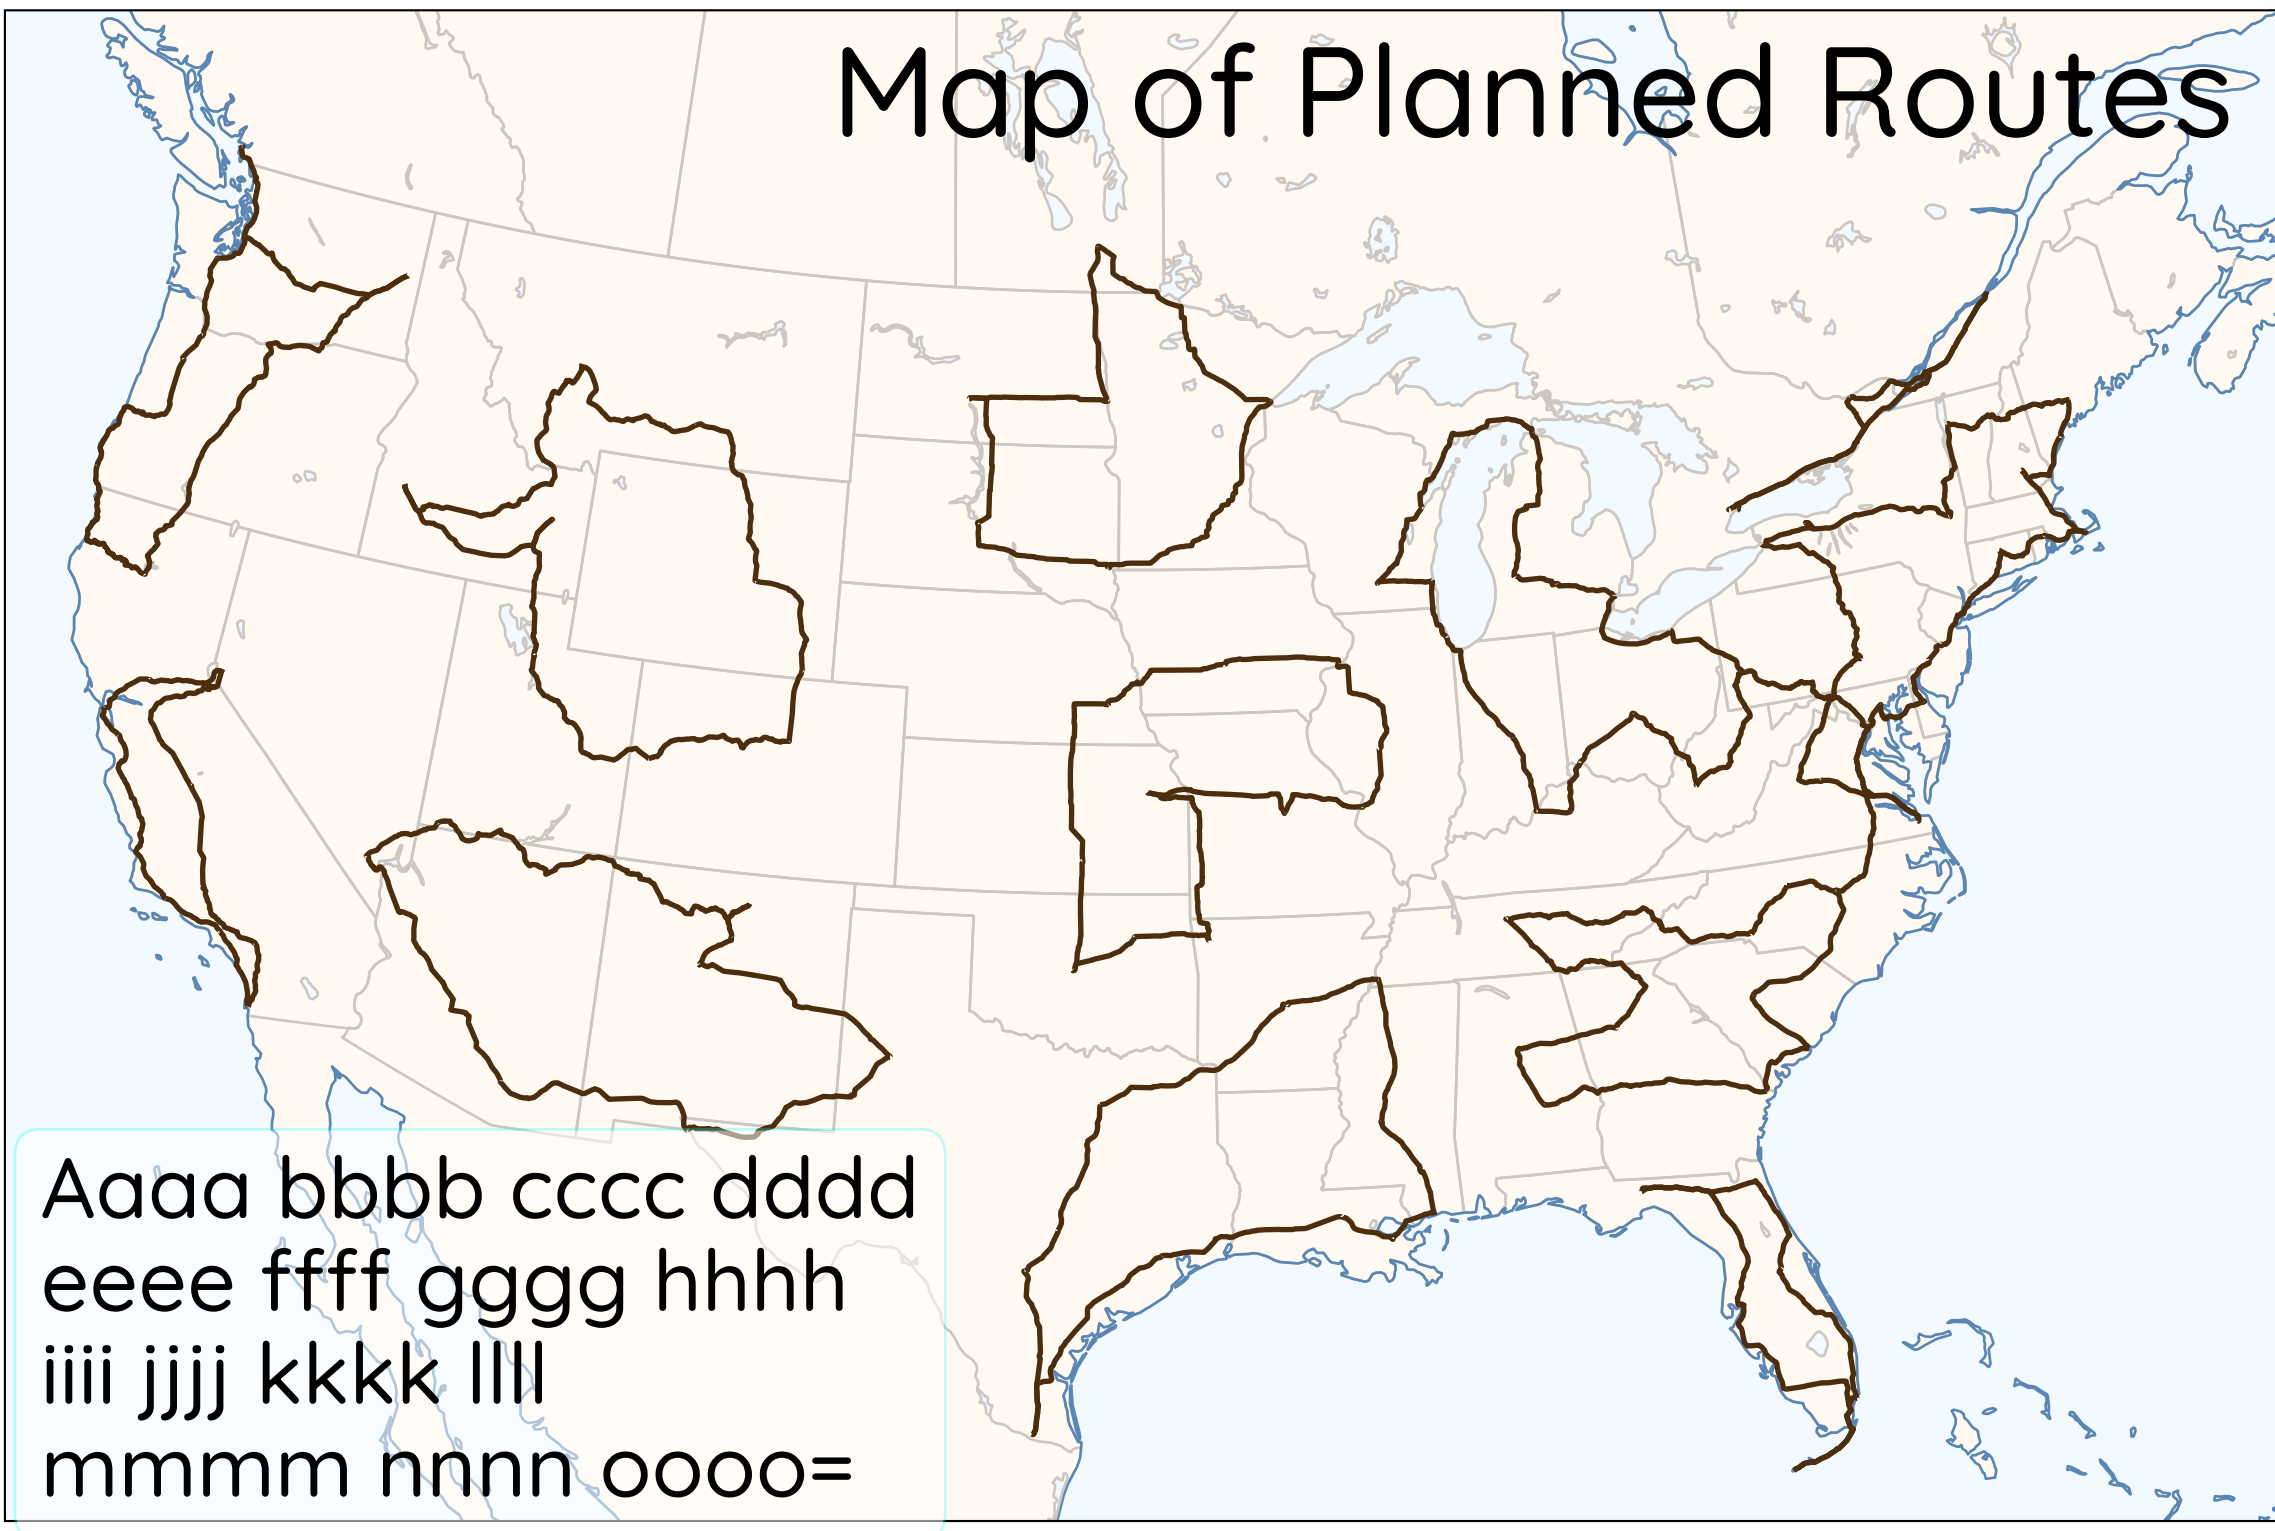 Map of Planned Routes
Aaaa bbbb cccc dddd
eeee ffff gggg hhhh
iiii jjjj kkkk llll
mmmm nnnn oooo=